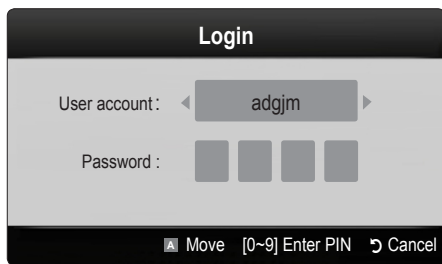 Login
User account : adgjm
Password :
A Move [0~9] Enter PIN Cancel